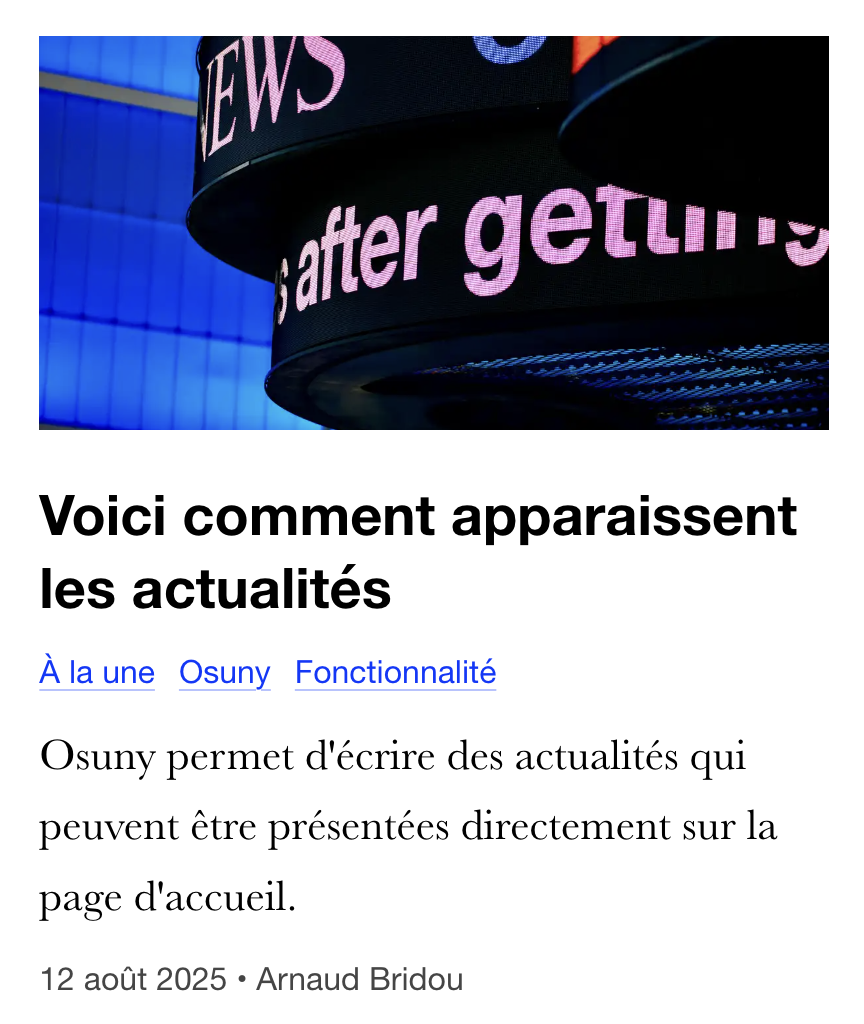 NEWS
s after getting
Voici comment apparaissent
les actualités
À la une Osuny Fonctionnalité
Osuny permet d'écrire des actualités qui
peuvent être présentées directement sur la
page d'accueil.
12 août 2025 • Arnaud Bridou